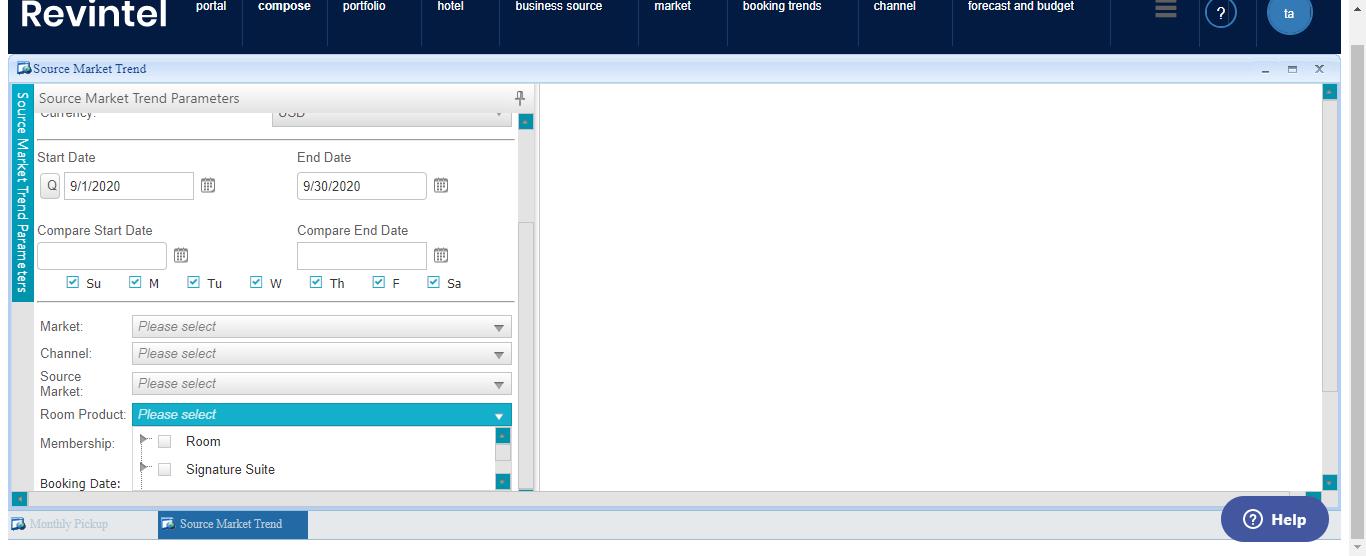 Revintel
portal compose portfolio hotel business source market booking trends channel forecast and budget ? ta
Source Market Trend
Source Market Trend Parameters
Source Market Trend Parameters
Currency: USD
Start Date End Date
Q 9/1/2020 9/30/2020
Compare Start Date Compare End Date
Su M Tu W Th F Sa
Market: Please select
Channel: Please select
Source
Market: Please select
Room Product: Please select
Membership: Room
Signature Suite
Booking Date:
? Help
Monthly Pickup Source Market Trend